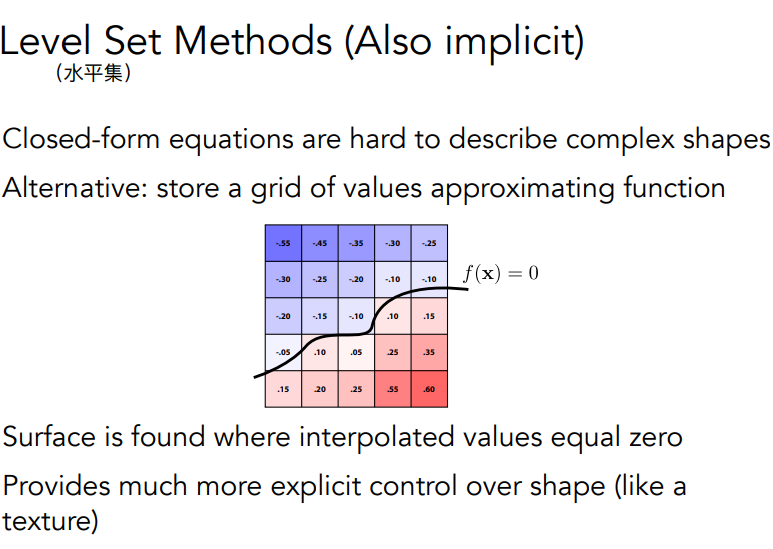 Level Set Methods (Also implicit)
(水平集)
Closed-form equations are hard to describe complex shapes
Alternative: store a grid of values approximating function
-.55 -.45 -.35 -.30 -.25
-.30 -.25 -.20 -.10 -.10 f(x) = 0
-.20 -.15 -.10 .10 .15
-.05 .10 .05 .25 .35
.15 .20 .25 .55 .60
Surface is found where interpolated values equal zero
Provides much more explicit control over shape (like a
texture)